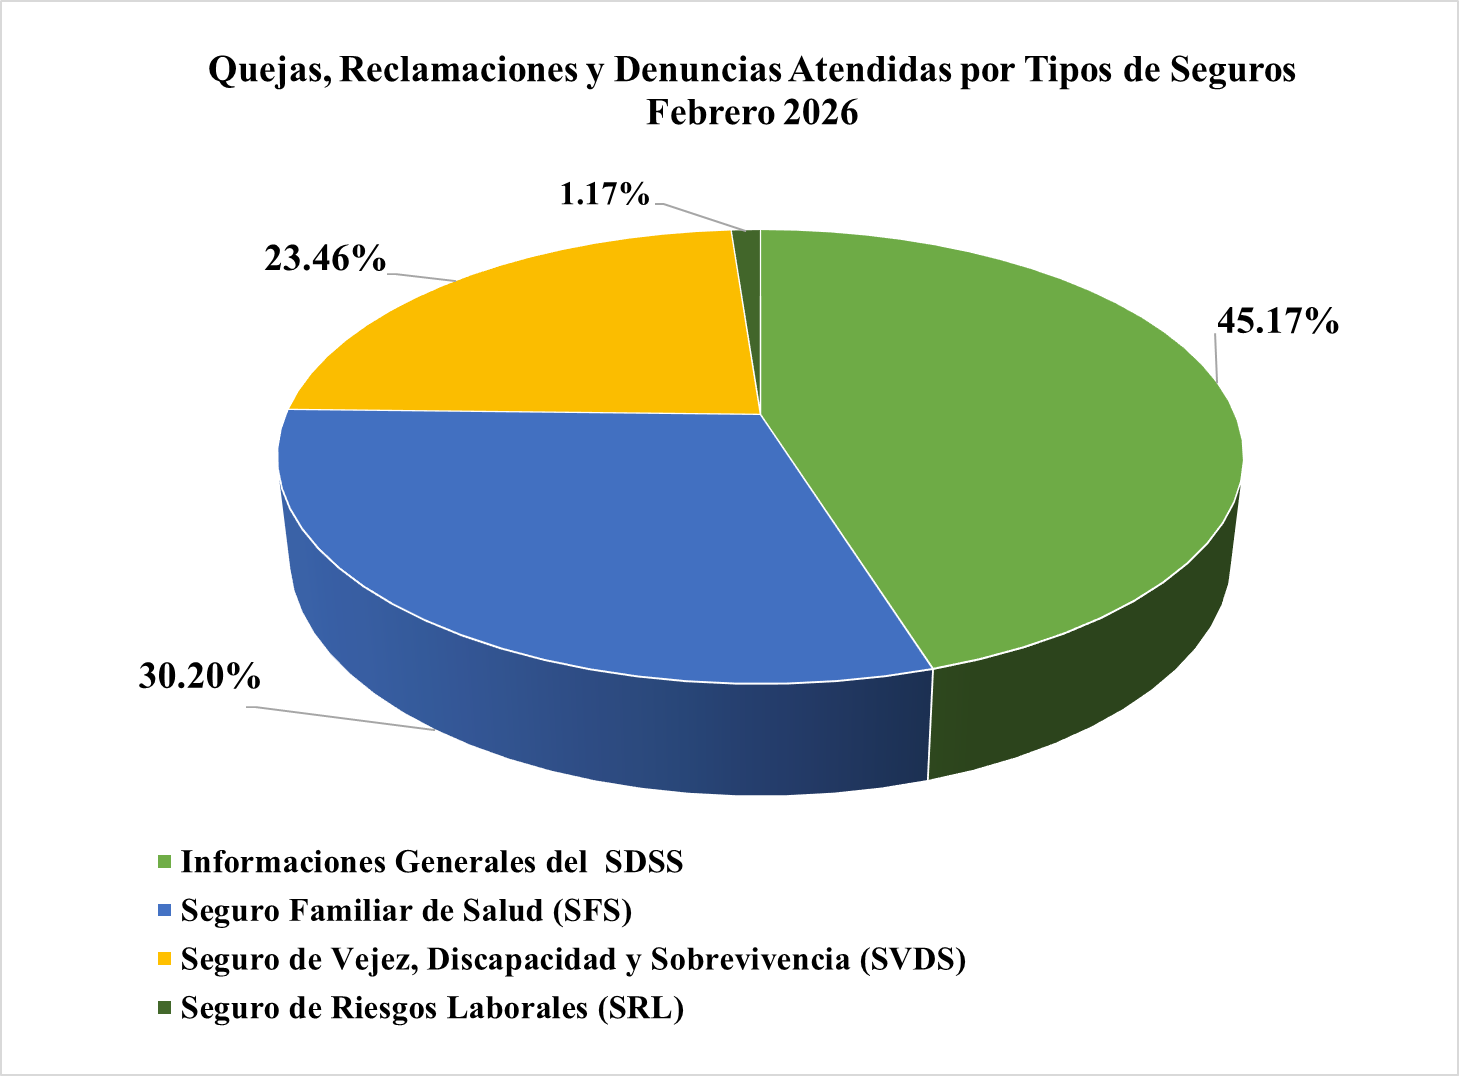 Quejas, Reclamaciones y Denuncias Atendidas por Tipos de Seguros
Febrero 2026
1.17%
23.46%
45.17%
30.20%
Informaciones Generales del  SDSS
Seguro Familiar de Salud (SFS)
Seguro de Vejez, Discapacidad y Sobrevivencia (SVDS)
Seguro de Riesgos Laborales (SRL)